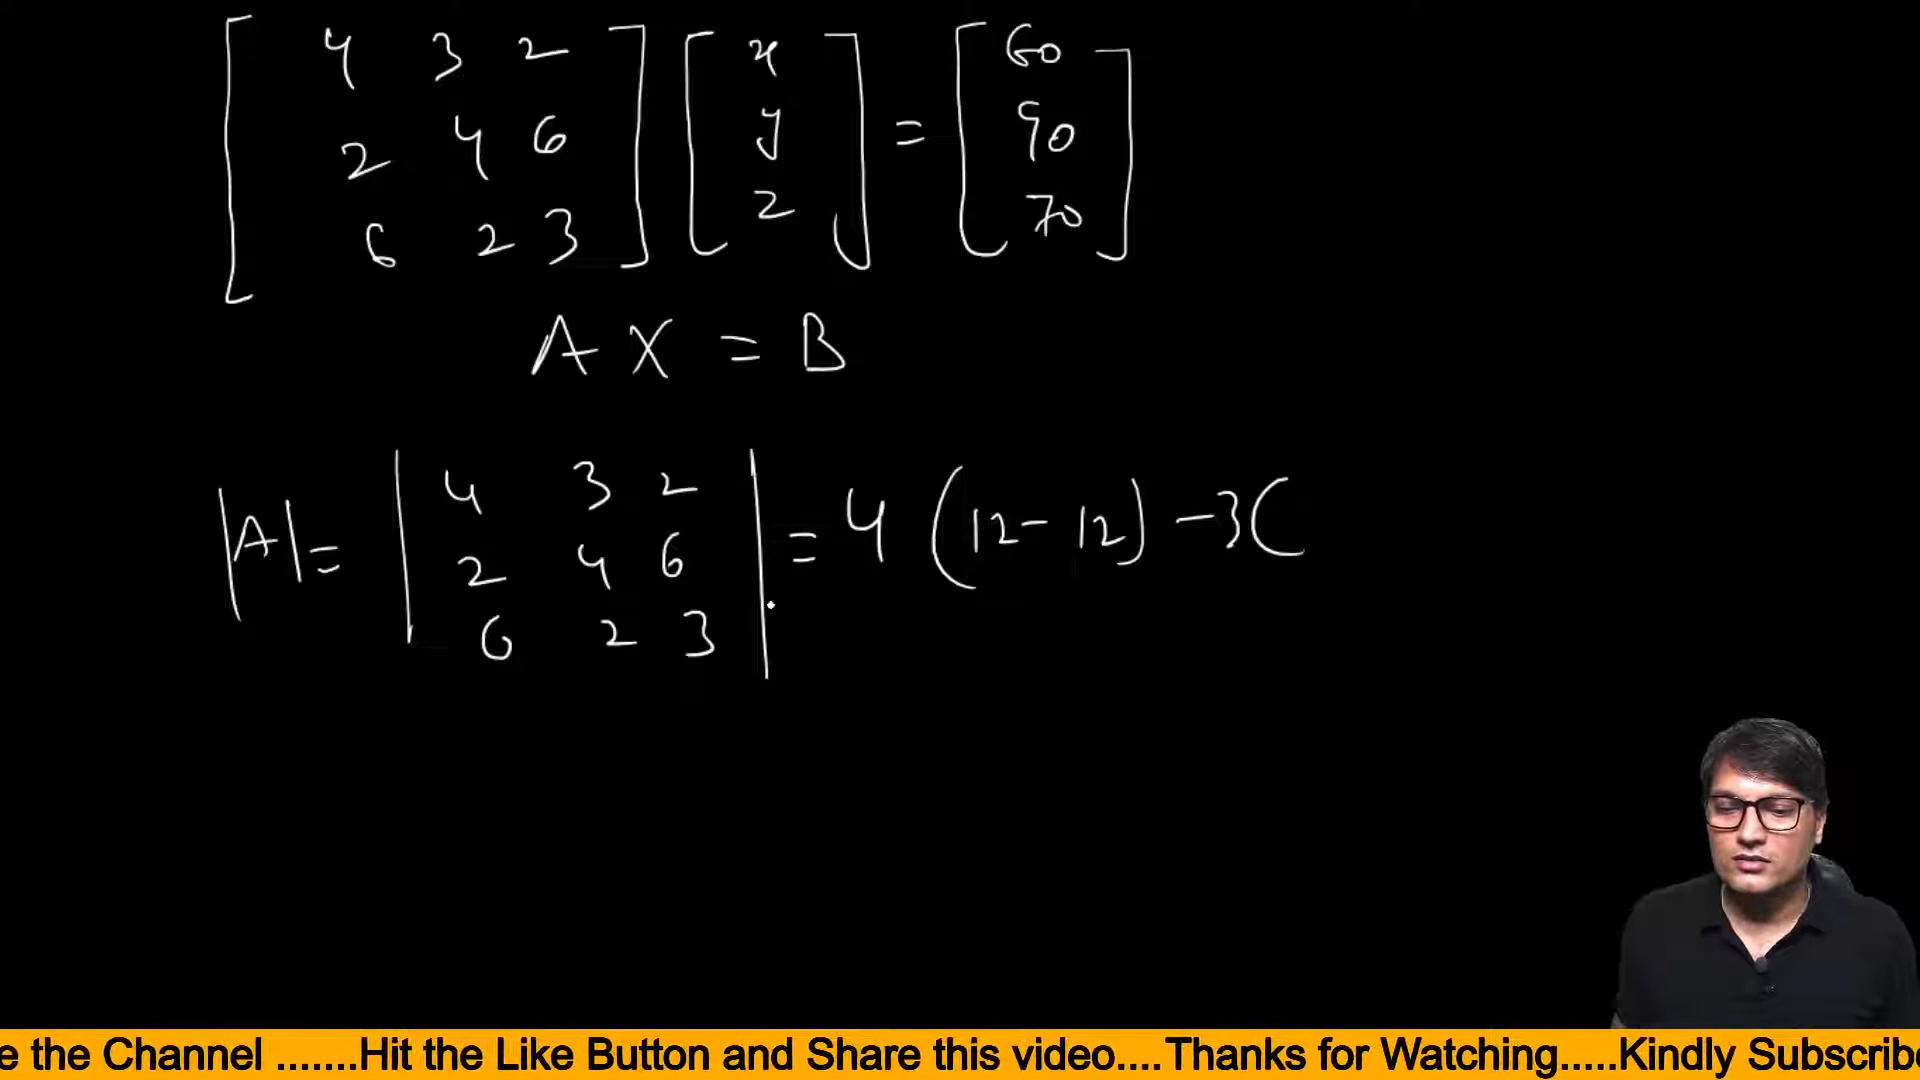 [ 4 3 2 ] [ x ] = [ 60 ]
[ 2 4 6 ] [ y ] = [ 90 ]
[ 6 2 3 ] [ z ] = [ 70 ]
A X = B
|A| = | 4 3 2 | = 4 (12 - 12) - 3(
2 4 6
6 2 3
e the Channel .......Hit the Like Button and Share this video....Thanks for Watching.....Kindly Subscribe